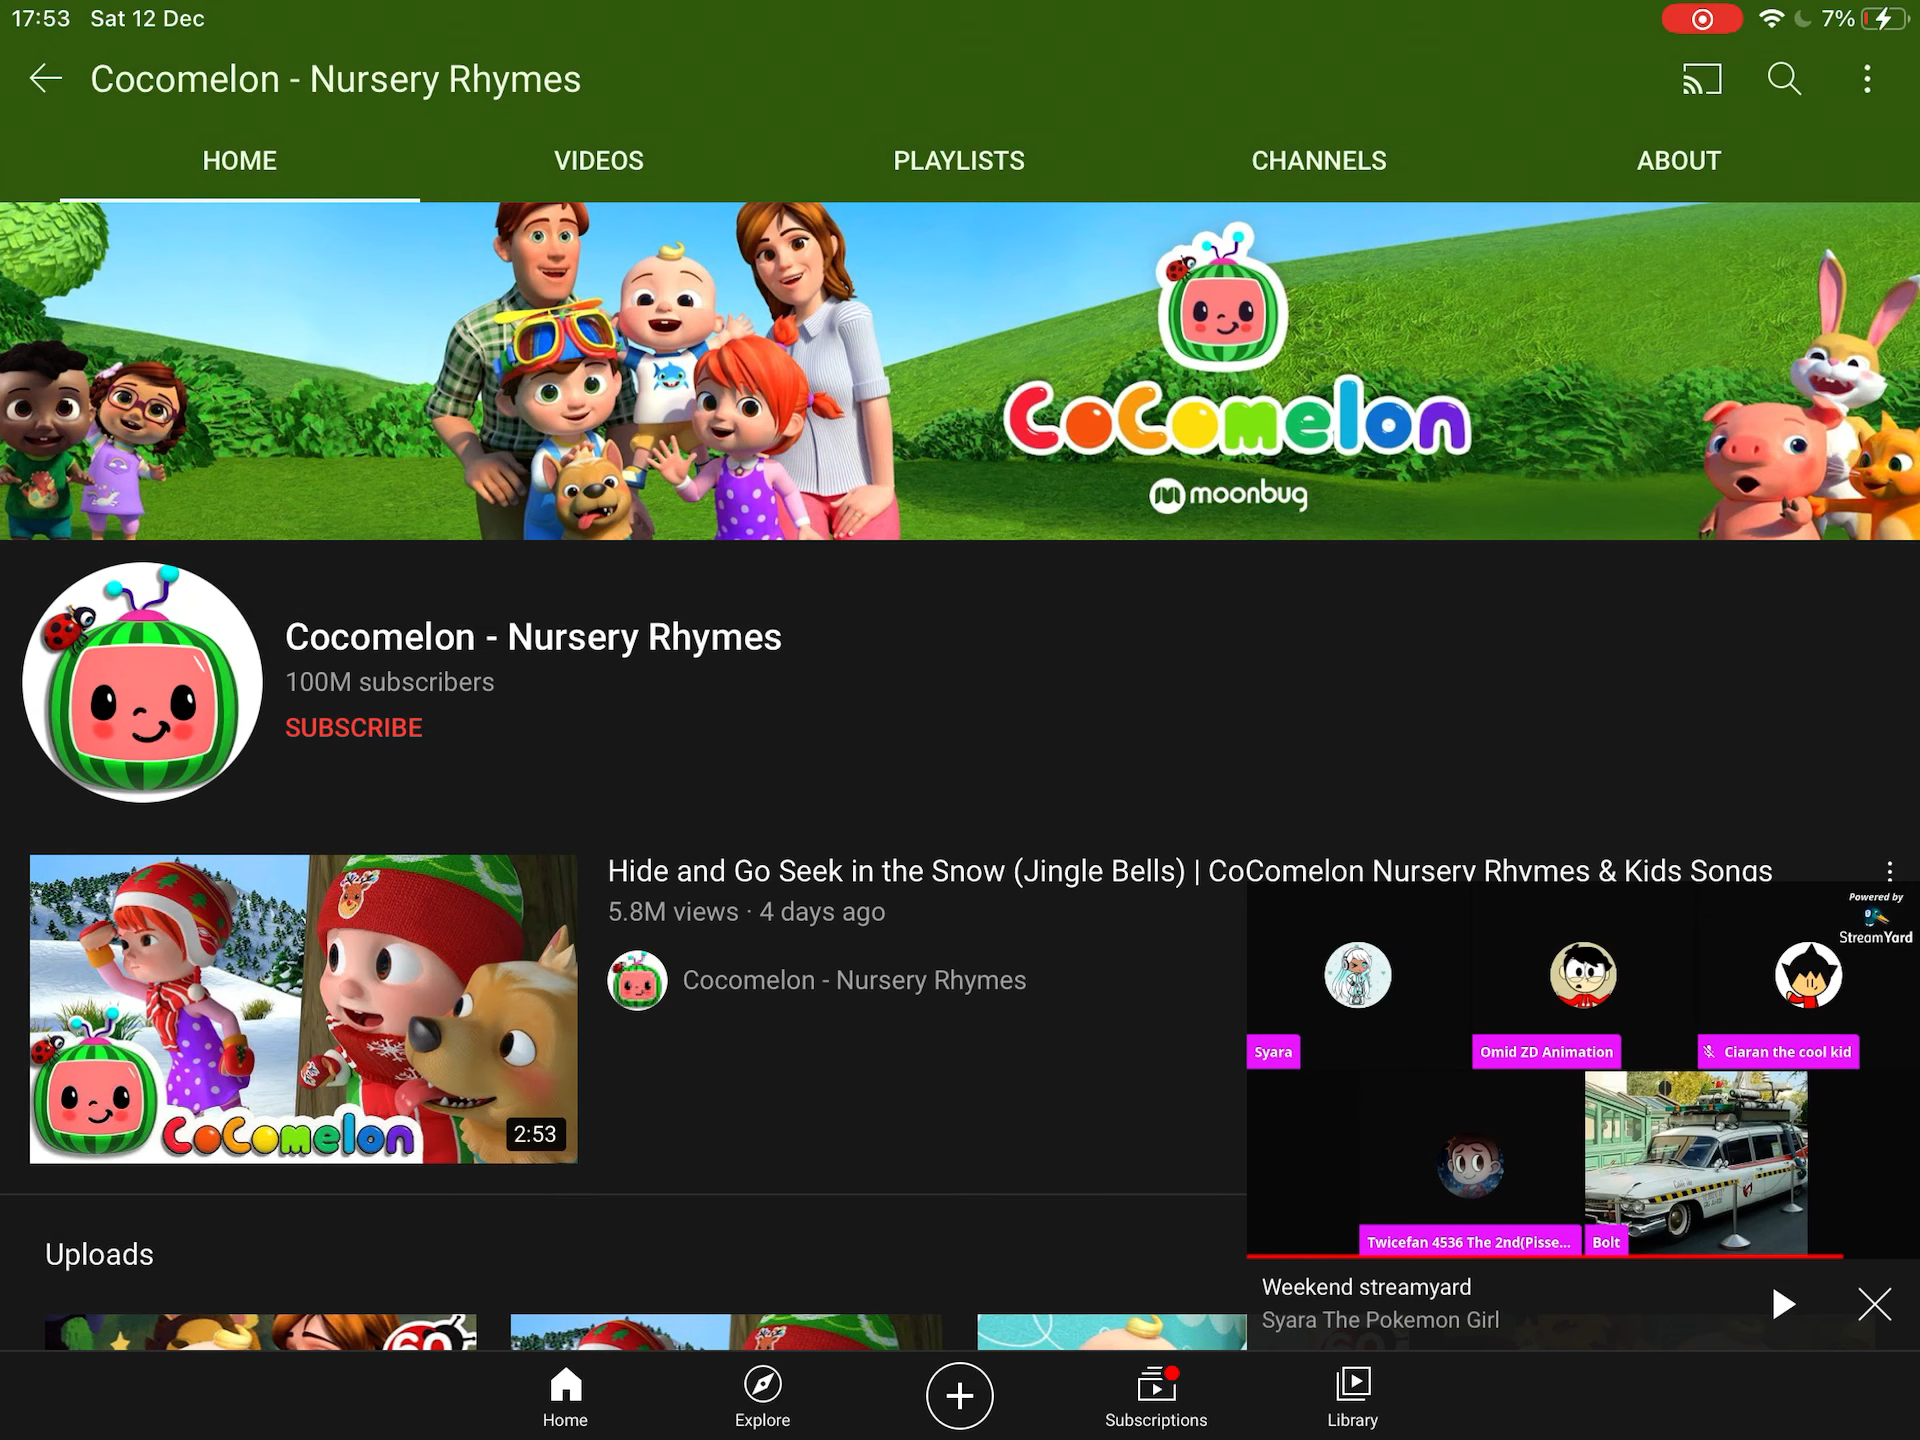 17:53 Sat 12 Dec
7%
Cocomelon - Nursery Rhymes
HOME VIDEOS PLAYLISTS CHANNELS ABOUT
CoComelon
moonbug
Cocomelon - Nursery Rhymes
100M subscribers
SUBSCRIBE
Hide and Go Seek in the Snow (Jingle Bells) | CoComelon Nursery Rhymes & Kids Songs
5.8M views · 4 days ago
Cocomelon - Nursery Rhymes
CoComelon
2:53
Powered by
StreamYard
Syara
Omid ZD Animation
Ciaran the cool kid
Twicefan 4536 The 2nd(Pisse...
Bolt
Weekend streamyard
Syara The Pokemon Girl
Uploads
60
Home Explore Subscriptions Library